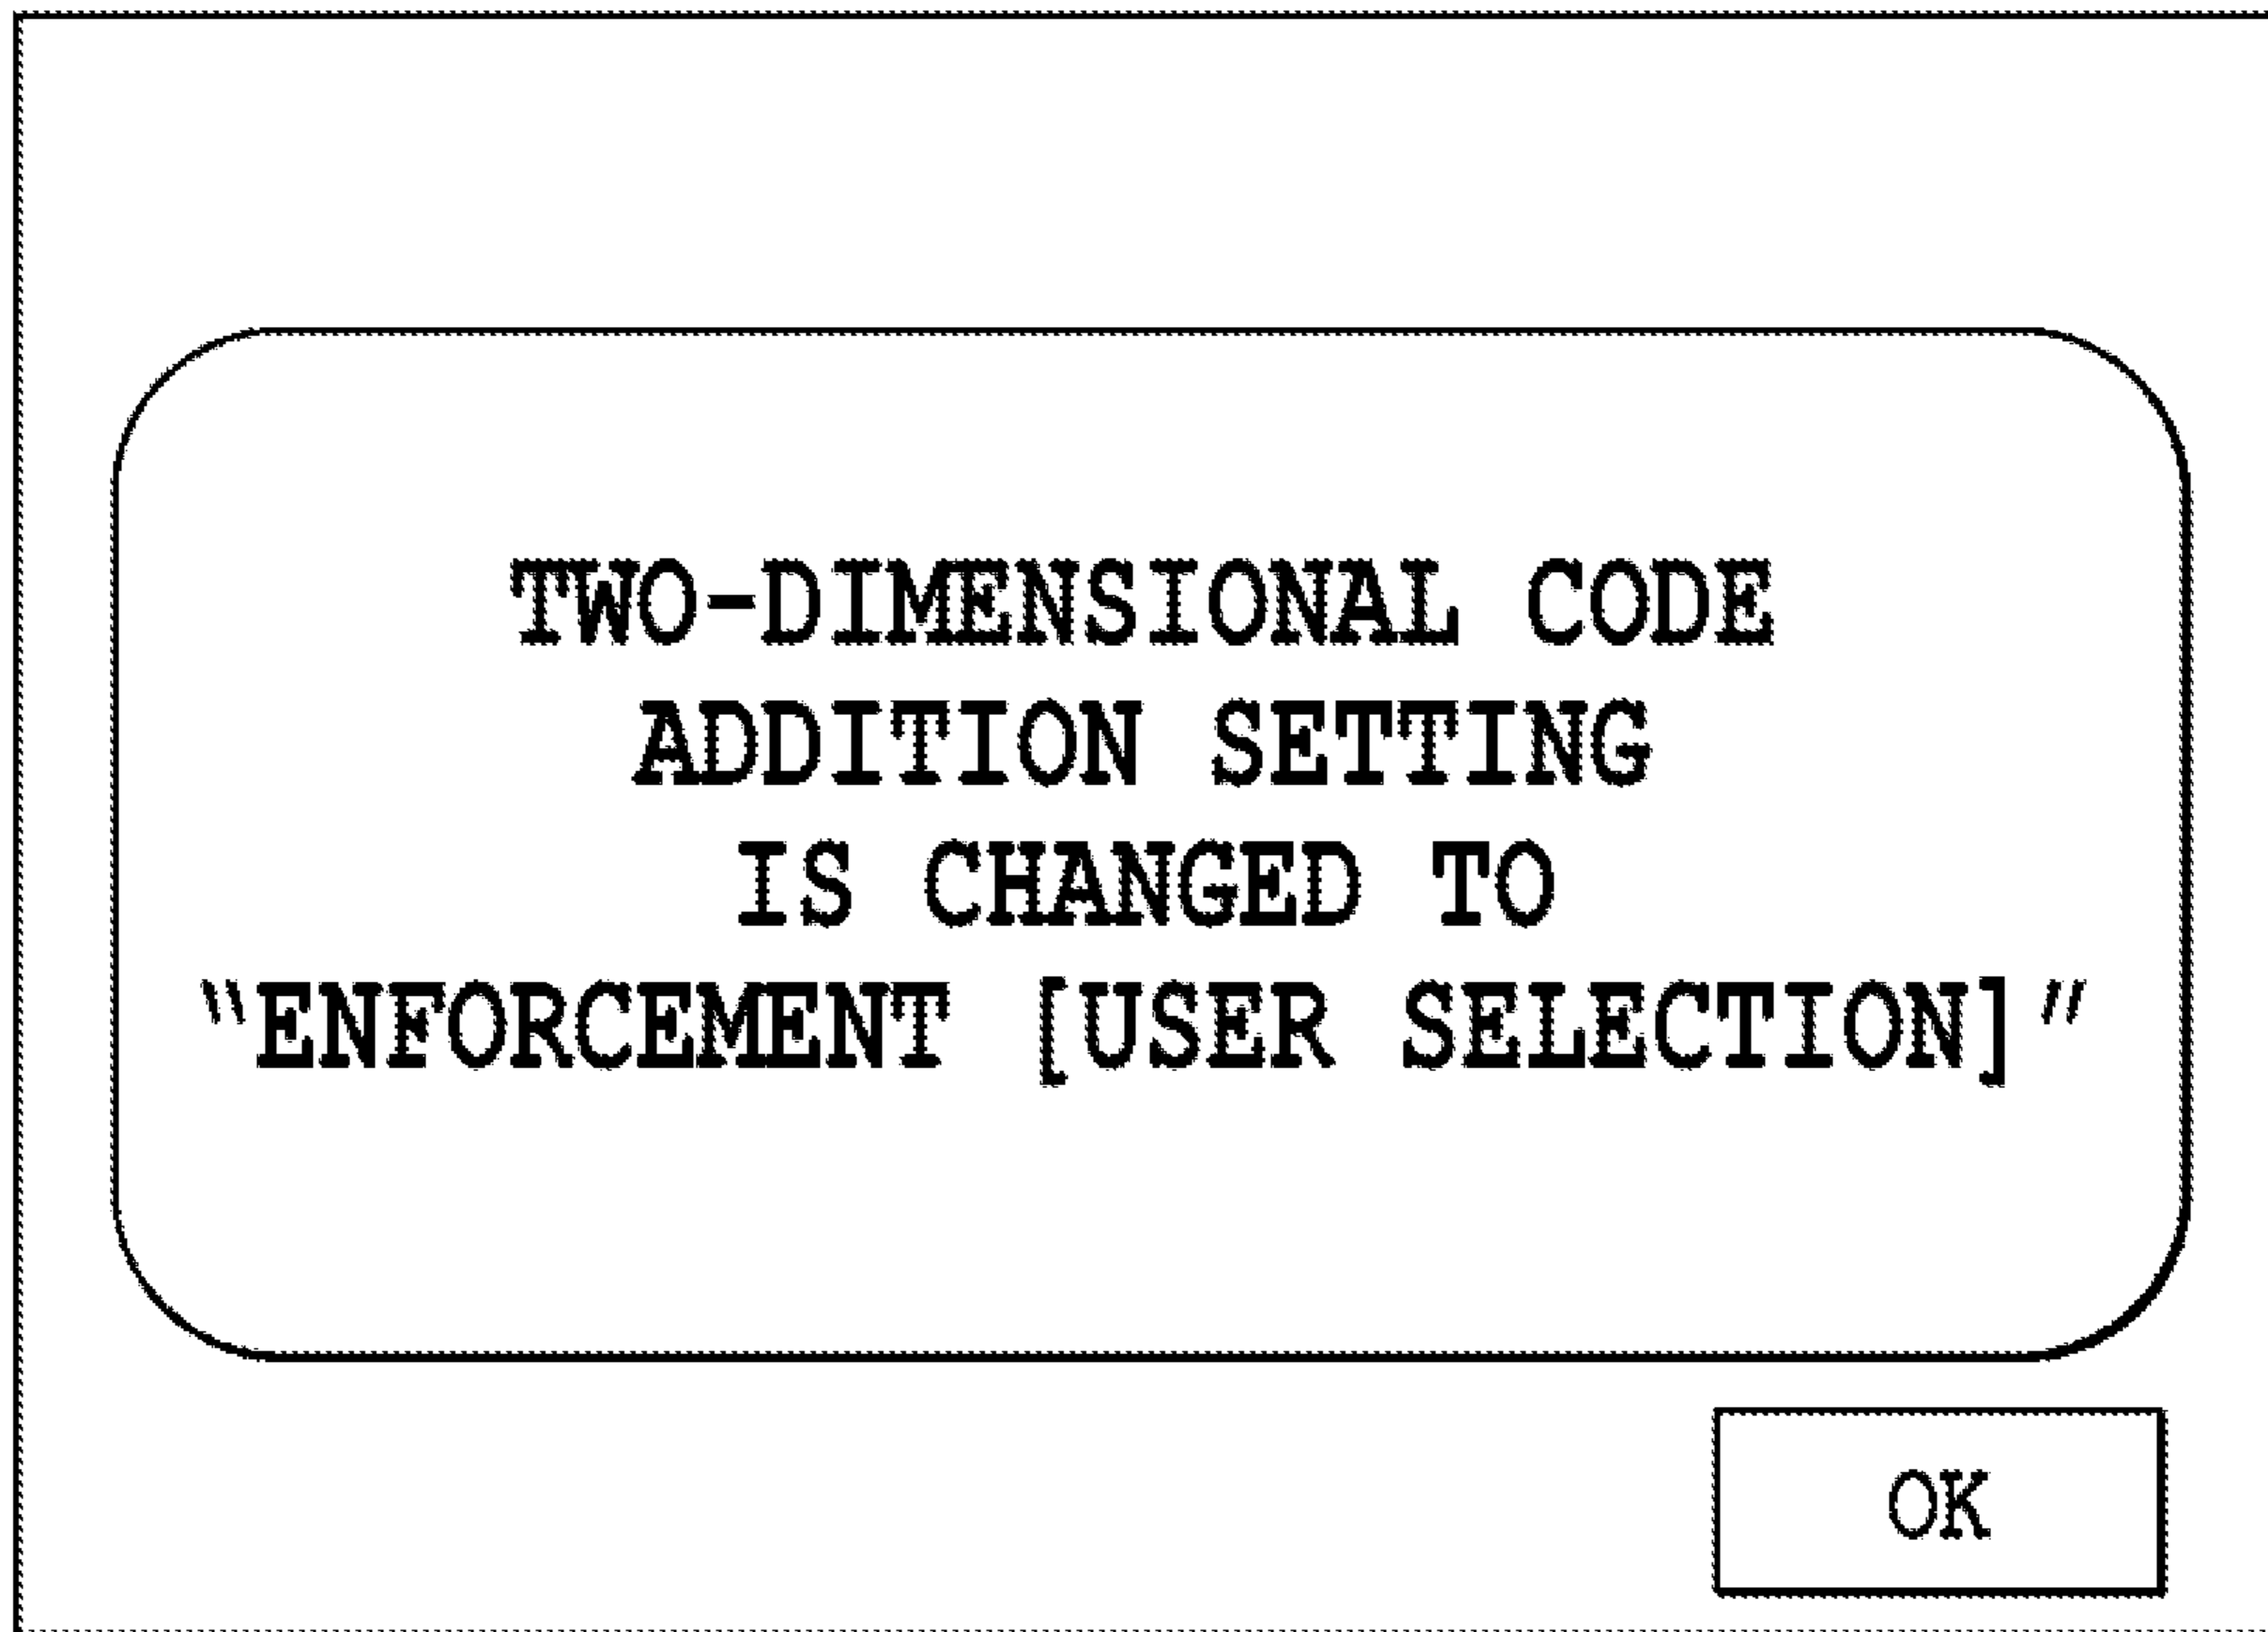 TWO-DIMENSIONAL CODE
ADDITION SETTING
IS CHANGED TO
"ENFORCEMENT [USER SELECTION]"
OK